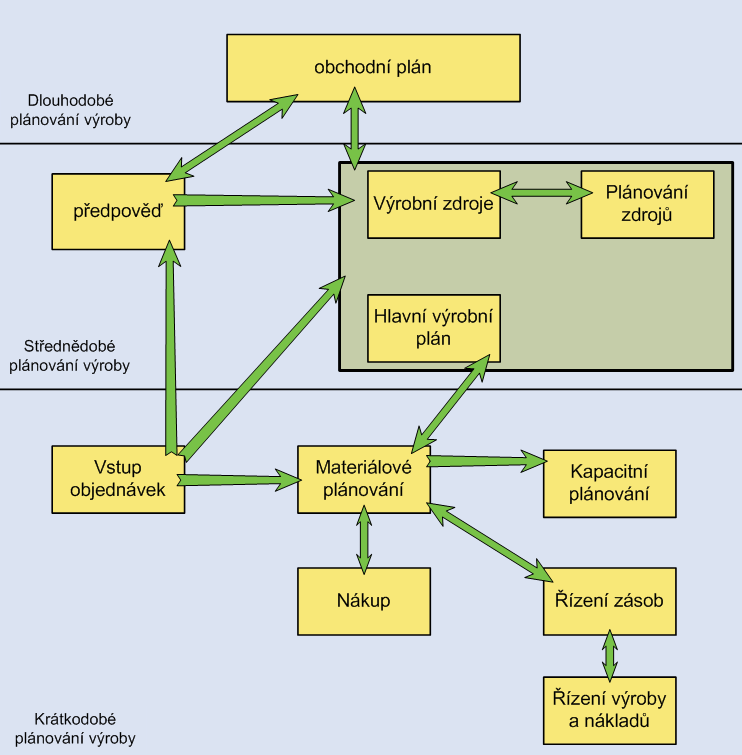 obchodní plán
Dlouhodobé
plánování výroby
předpověď
Výrobní zdroje
Plánování
zdrojů
Hlavní výrobní
plán
Střednědobé
plánování výroby
Vstup
objednávek
Materiálové
plánování
Kapacitní
plánování
Nákup
Řízení zásob
Řízení výroby
a nákladů
Krátkodobé
plánování výroby